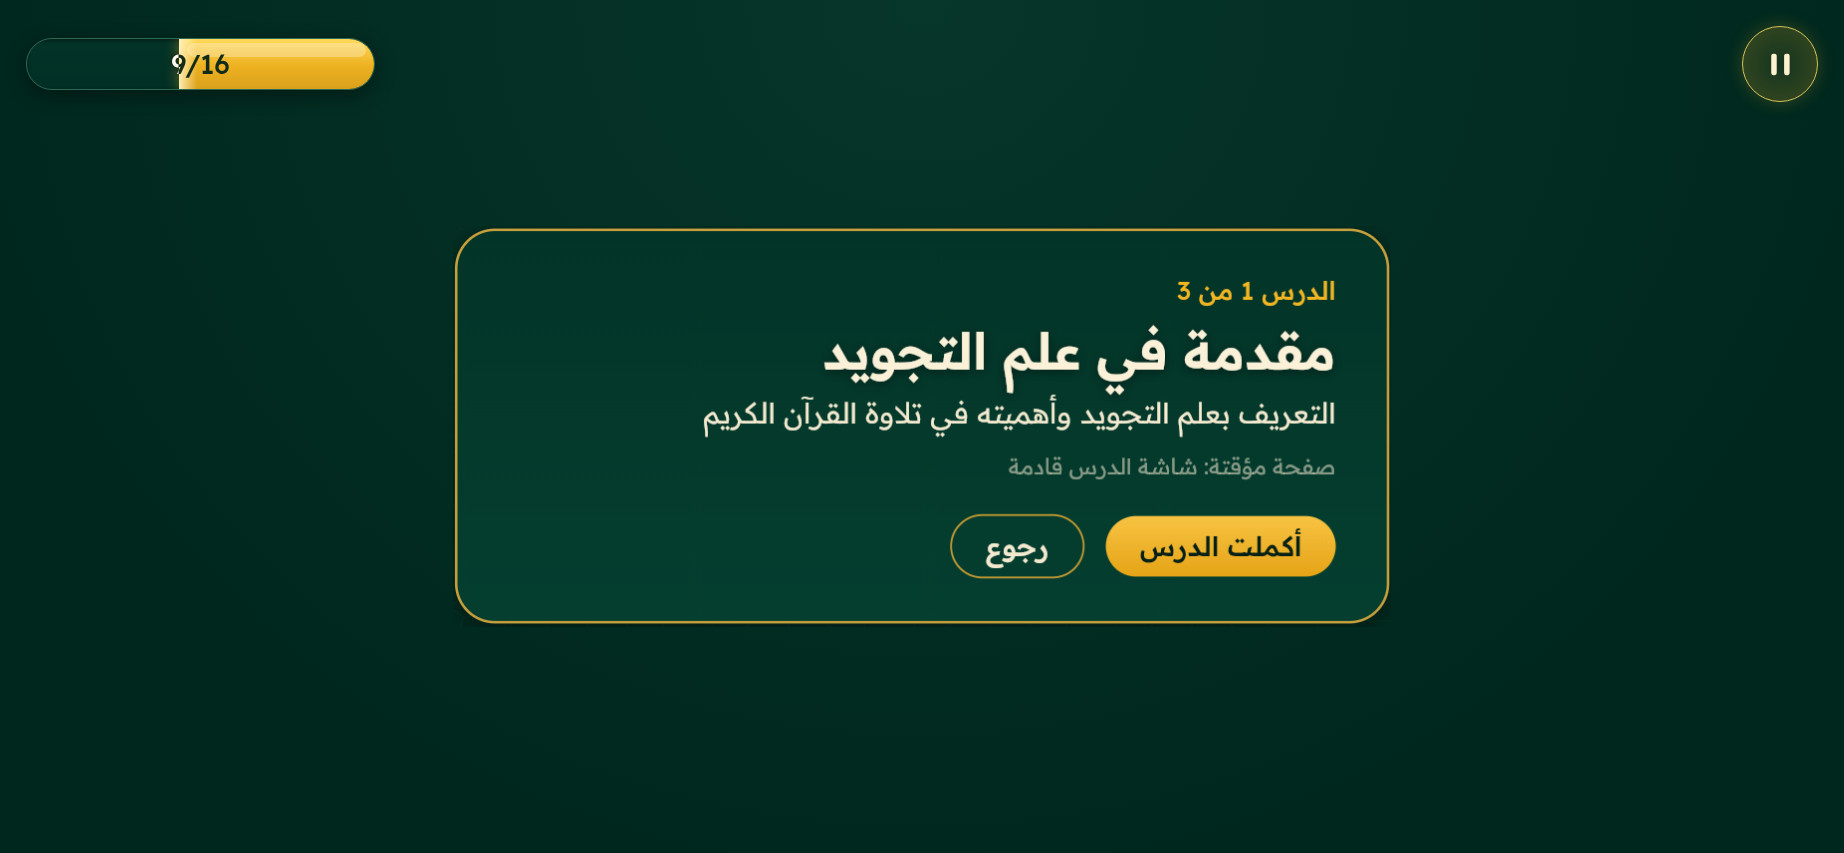 9/16
الدرس 1 من 3
مقدمة في علم التجويد
التعريف بعلم التجويد وأهميته في تلاوة القرآن الكريم
صفحة مؤقتة: شاشة الدرس قادمة
أكملت الدرس
رجوع